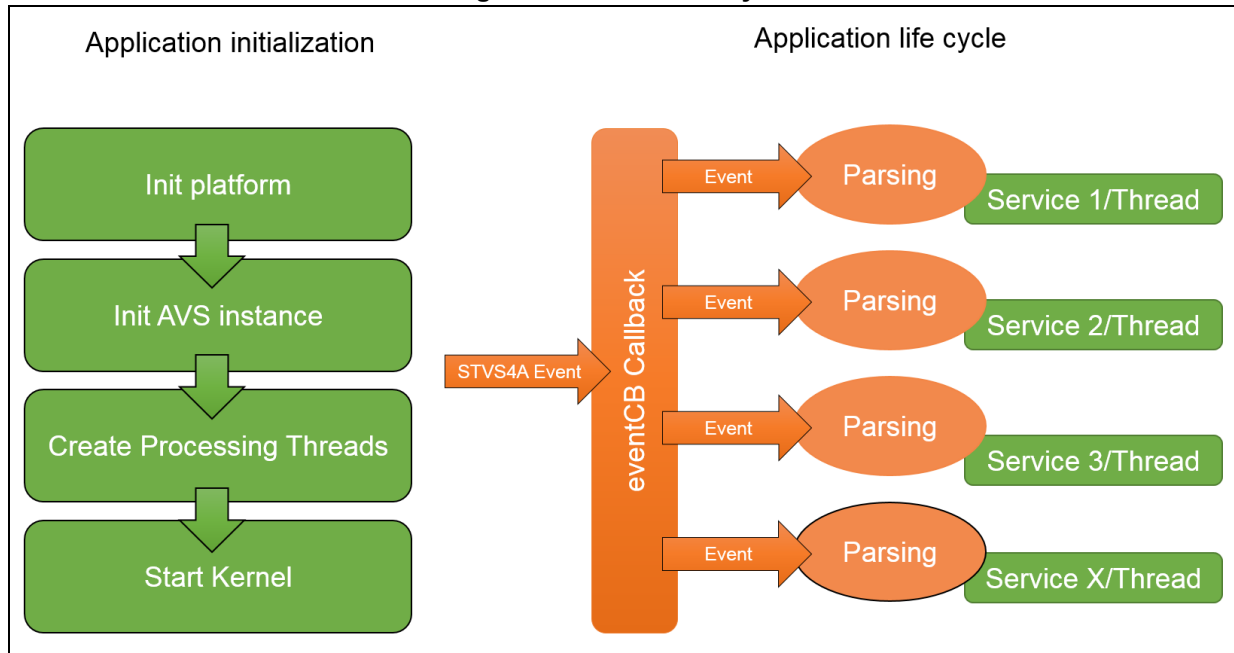 Application initialization
Init platform
Init AVS instance
Create Processing Threads
Start Kernel
Application life cycle
STVS4A Event
eventCB Callback
Event
Parsing
Service 1/Thread
Event
Parsing
Service 2/Thread
Event
Parsing
Service 3/Thread
Event
Parsing
Service X/Thread